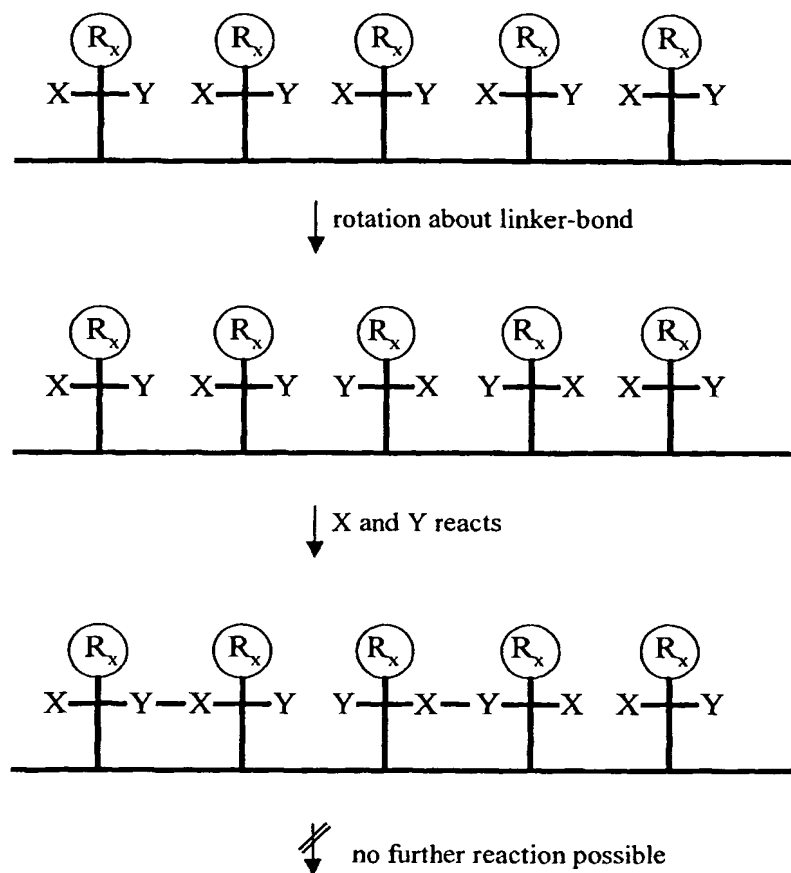 Rx Rx Rx Rx Rx
X Y X Y X Y X Y X Y
rotation about linker-bond
Rx Rx Rx Rx Rx
X Y X Y Y X Y X X Y
X and Y reacts
Rx Rx Rx Rx Rx
X Y X Y Y X Y X X Y
no further reaction possible